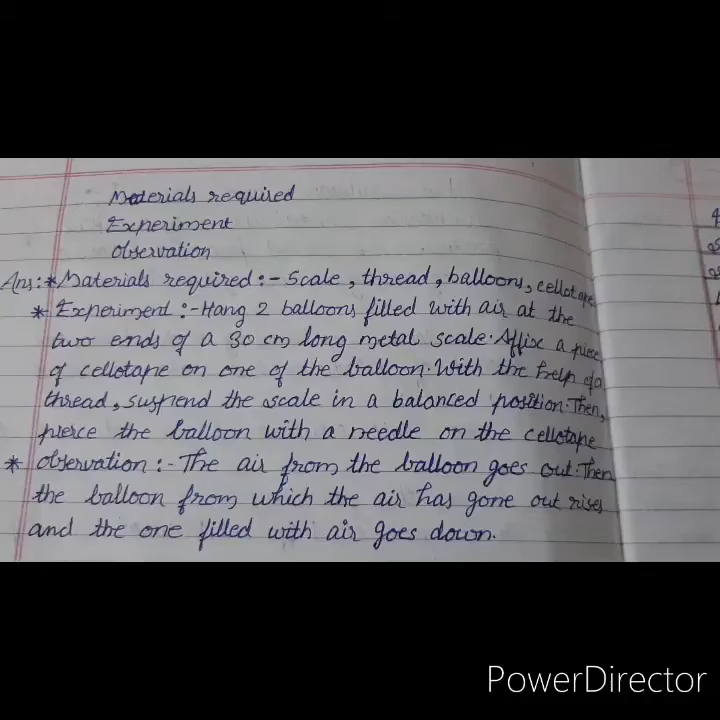 Materials required
Experiment
Observation
Ans:* Materials required :- Scale, thread, balloons, cellotape
* Experiment :- Hang 2 balloons filled with air at the
two ends of a 30 cm long metal scale. Affixe a piece
of cellotape on one of the balloon. With the help of a
thread, suspend the scale in a balanced position. Then,
pierce the balloon with a needle on the cellotape
* Observation :- The air from the balloon goes out. Then
the balloon from which the air has gone out rises
and the one filled with air goes down.
PowerDirector